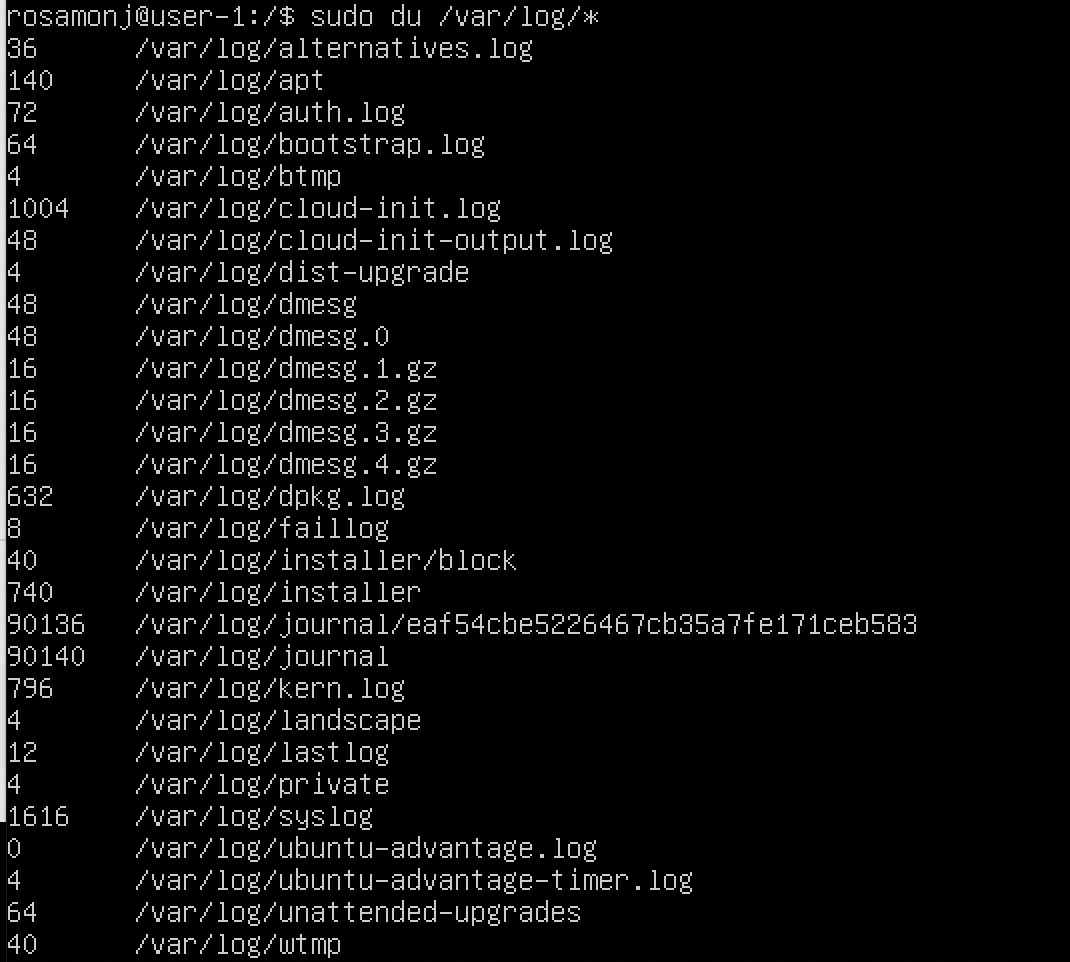 rosamonj@user-1:/$ sudo du /var/log/*
36 /var/log/alternatives.log
140 /var/log/apt
72 /var/log/auth.log
64 /var/log/bootstrap.log
4 /var/log/btmp
1004 /var/log/cloud-init.log
48 /var/log/cloud-init-output.log
4 /var/log/dist-upgrade
48 /var/log/dmesg
48 /var/log/dmesg.0
16 /var/log/dmesg.1.gz
16 /var/log/dmesg.2.gz
16 /var/log/dmesg.3.gz
16 /var/log/dmesg.4.gz
632 /var/log/dpkg.log
8 /var/log/faillog
40 /var/log/installer/block
740 /var/log/installer
90136 /var/log/journal/eaf54cbe5226467cb35a7fe171ceb583
90140 /var/log/journal
796 /var/log/kern.log
4 /var/log/landscape
12 /var/log/lastlog
4 /var/log/private
1616 /var/log/syslog
0 /var/log/ubuntu-advantage.log
4 /var/log/ubuntu-advantage-timer.log
64 /var/log/unattended-upgrades
40 /var/log/wtmp